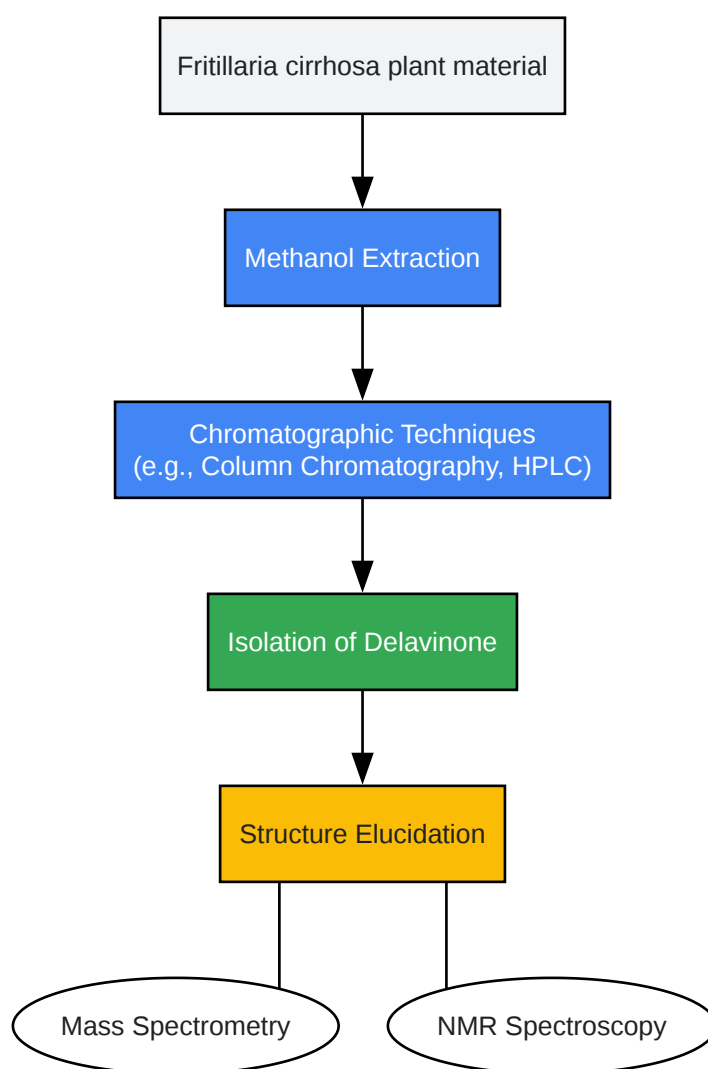 Fritillaria cirrhosa plant material
Methanol Extraction
Chromatographic Techniques
(e.g., Column Chromatography, HPLC)
Isolation of Delavinone
Structure Elucidation
Mass Spectrometry
NMR Spectroscopy